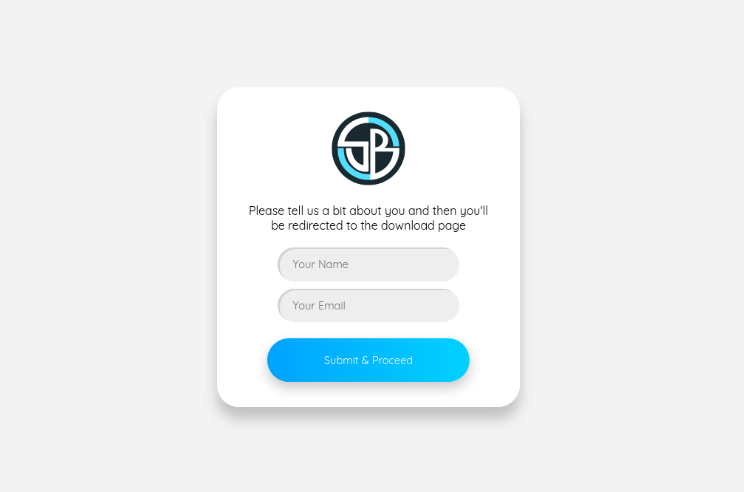 Please tell us a bit about you and then you'll
be redirected to the download page
Your Name
Your Email
Submit & Proceed